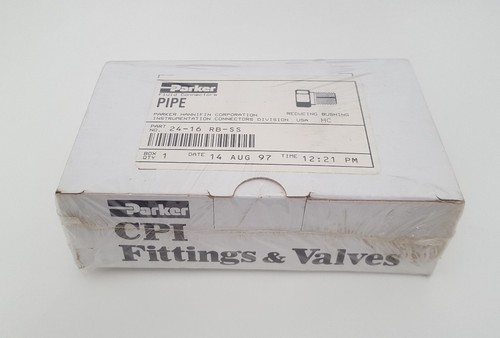 Parker
Fluid Connectors
PIPE
PARKER HANNIFIN CORPORATION
INSTRUMENTATION CONNECTORS DIVISION
REDUCING BUSHING
USA HC
PART NO. 24-16 RB-SS
BOX QTY. 1 DATE 14 AUG 97 TIME 12:21 PM
Parker
CPI
Fittings & Valves